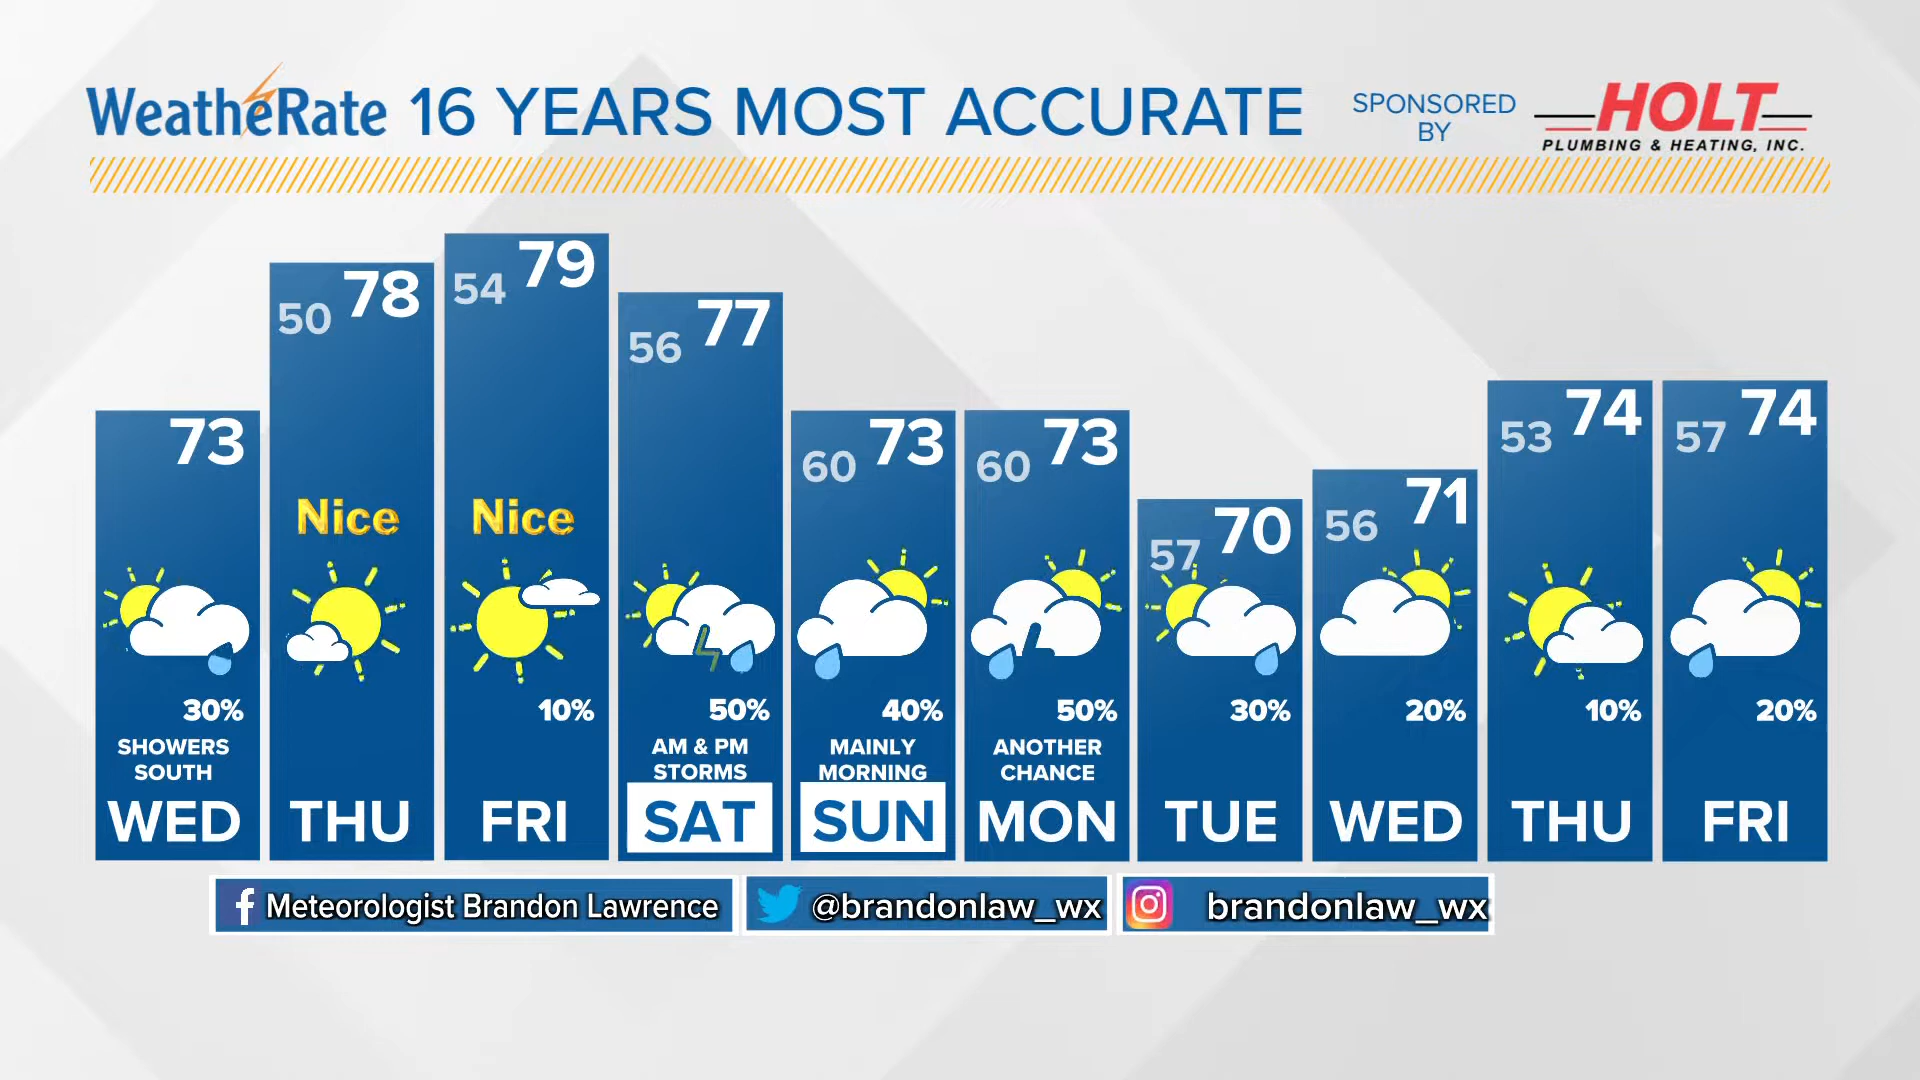 WeatheRate 16 YEARS MOST ACCURATE
SPONSORED
BY
HOLT
PLUMBING & HEATING, INC.
73
30%
SHOWERS
SOUTH
WED
50 78
Nice
THU
54 79
Nice
10%
FRI
56 77
50%
AM & PM
STORMS
SAT
60 73
40%
MAINLY
MORNING
SUN
60 73
50%
ANOTHER
CHANCE
MON
57 70
30%
TUE
56 71
20%
WED
53 74
10%
THU
57 74
20%
FRI
f Meteorologist Brandon Lawrence
@brandonlaw_wx
brandonlaw_wx